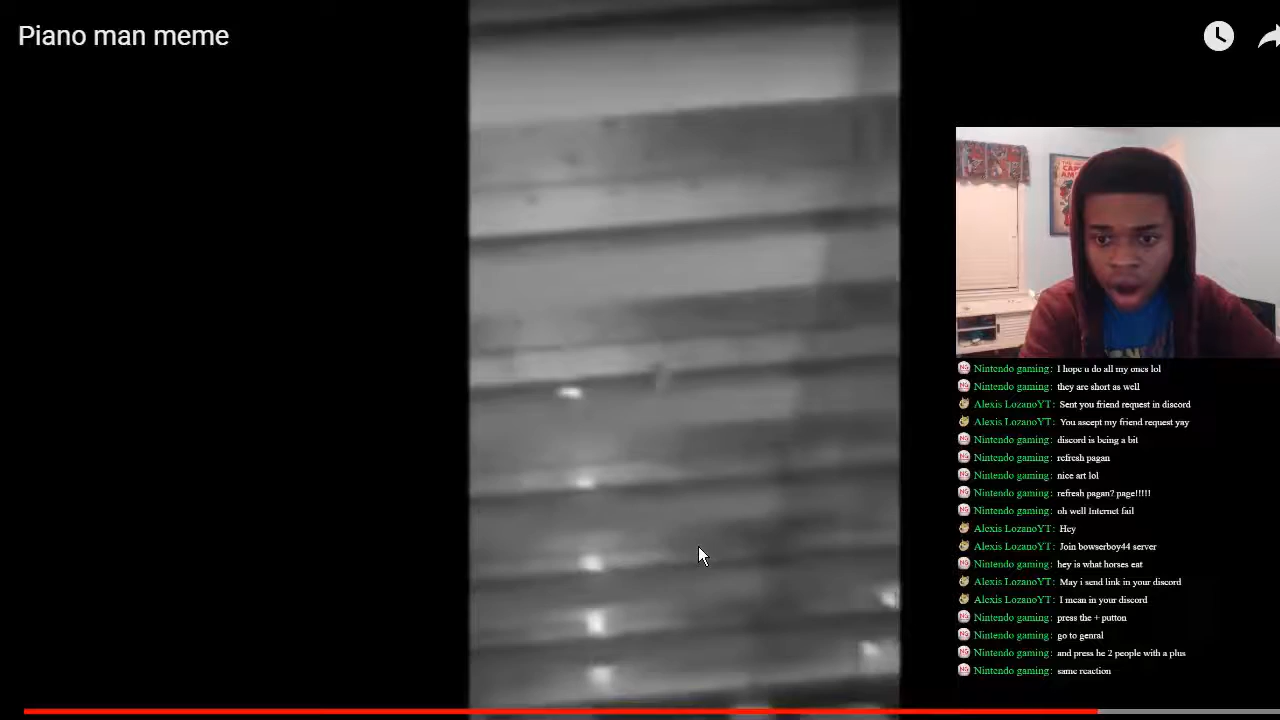 Piano man meme
Nintendo gaming: I hope u do all my ones lol
Nintendo gaming: they are short as well
Alexis LozanoYT: Sent you friend request in discord
Alexis LozanoYT: You ascept my friend request yay
Nintendo gaming: discord is being a bit
Nintendo gaming: refresh pagan
Nintendo gaming: nice art lol
Nintendo gaming: refresh pagan? page!!!!!
Nintendo gaming: oh well Internet fail
Alexis LozanoYT: Hey
Alexis LozanoYT: Join bowserboy44 server
Nintendo gaming: hey is what horses eat
Alexis LozanoYT: May i send link in your discord
Alexis LozanoYT: I mean in your discord
Nintendo gaming: press the + putton
Nintendo gaming: go to genral
Nintendo gaming: and press he 2 people with a plus
Nintendo gaming: same reaction